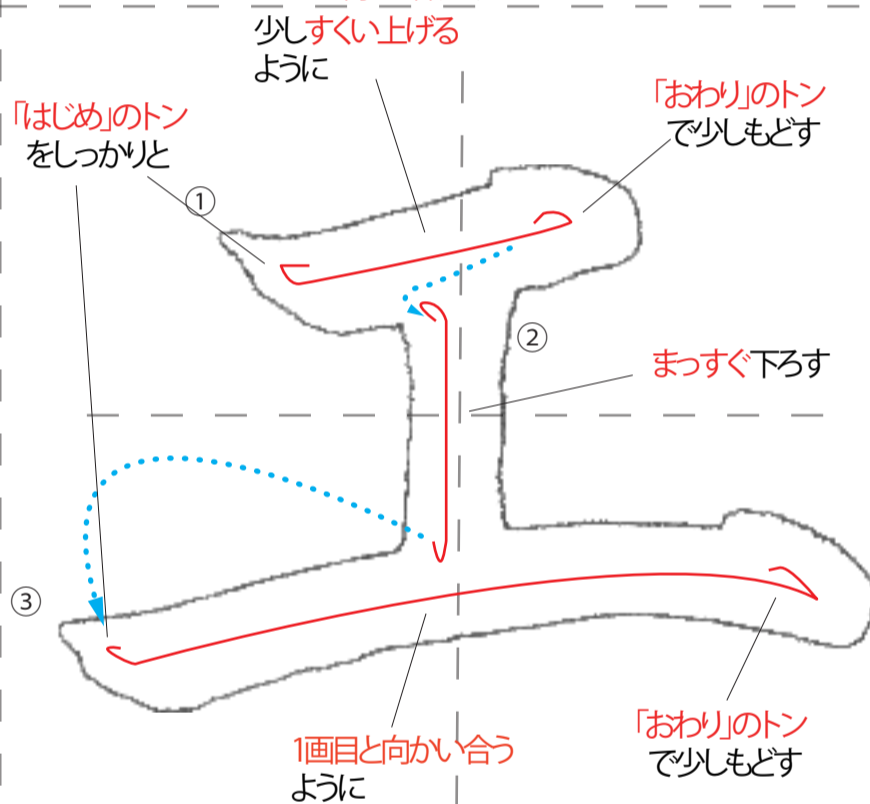 少しすくい上げる
ように
「おわり」のトン
で少しもどす
「はじめ」のトン
をしっかりと
①
②
まっすぐ下ろす
③
「おわり」のトン
で少しもどす
1画目と向かい合う
ように